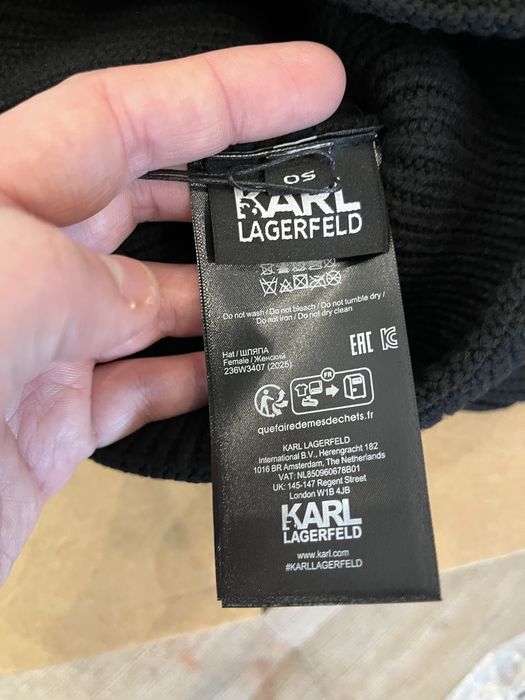 OS
KARL
LAGERFELD
Do not wash / Do not bleach / Do not tumble dry /
Do not iron / Do not dry clean
Hat / ШЛЯПА
Female / Женский
236W3407 (2025)
EAC
FR
quefairedemesdechets.fr
KARL LAGERFELD
International B.V., Herengracht 182
1016 BR Amsterdam, The Netherlands
VAT: NL850960678B01
UK: 145-147 Regent Street
London W1B 4JB
KARL
LAGERFELD
www.karl.com
#KARLLAGERFELD